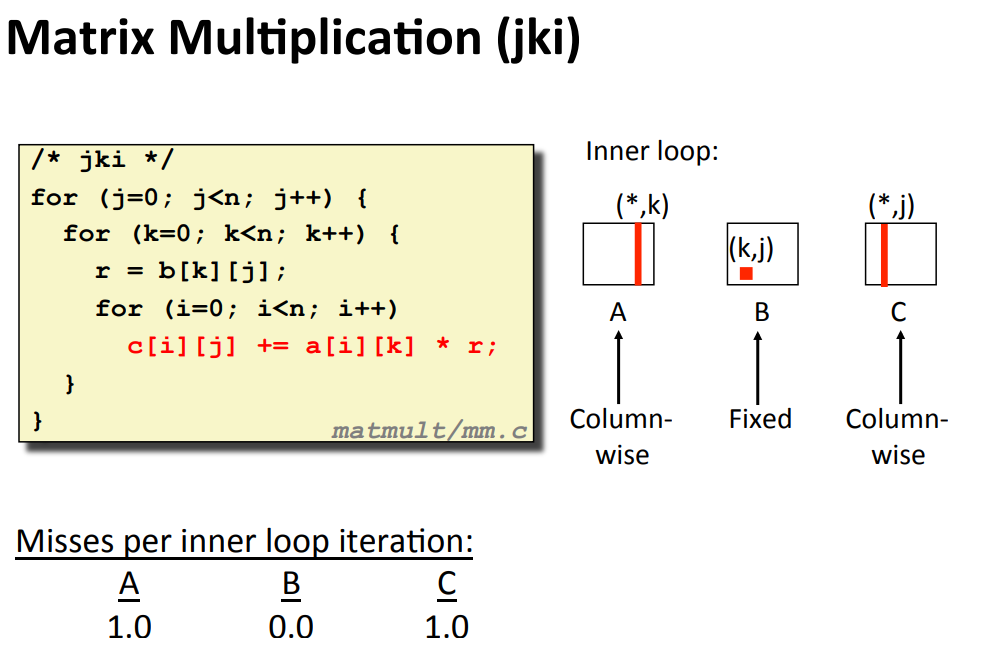 Matrix Multiplication (jki)
/* jki */
for (j=0; j<n; j++) {
for (k=0; k<n; k++) {
r = b[k][j];
for (i=0; i<n; i++)
c[i][j] += a[i][k] * r;
}
}
matmult/mm.c
Inner loop:
(*,k)
(k,j)
(*,j)
A
B
C
Column-
wise
Fixed
Column-
wise
Misses per inner loop iteration:
A B C
1.0 0.0 1.0